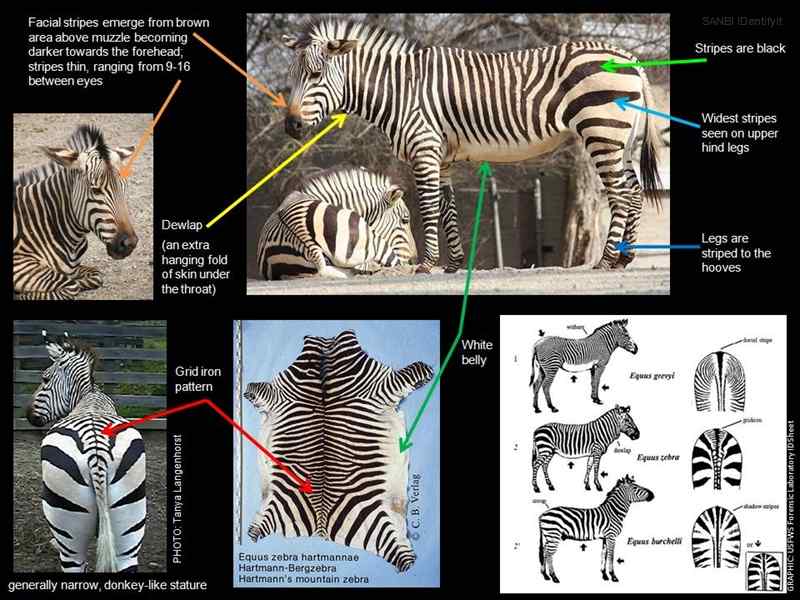 Facial stripes emerge from brown
area above muzzle becoming
darker towards the forehead;
stripes thin, ranging from 9-16
between eyes
SANBI IDentifyIt
Stripes are black
Widest stripes
seen on upper
hind legs
Dewlap
(an extra
hanging fold
of skin under
the throat)
Legs are
striped to the
hooves
Grid iron
pattern
White
belly
PHOTO: Tanya Langenhorst
© C. B. Verlag
Equus zebra hartmannae
Hartmann-Bergzebra
Hartmann's mountain zebra
generally narrow, donkey-like stature
withers
dorsal stripe
1
Equus grevyi
gridiron
2
dewlap
Equus zebra
shadow stripes
Equus burchelli
or
GRAPHIC: USFWS Forensic Laboratory IDSheet